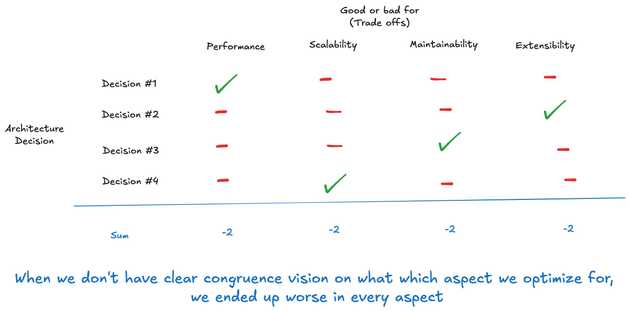 Good or bad for
(Trade offs)
Performance Scalability Maintainability Extensibility
Decision #1
Decision #2
Architecture
Decision
Decision #3
Decision #4
Sum -2 -2 -2 -2
When we don't have clear congruence vision on what which aspect we optimize for,
we ended up worse in every aspect